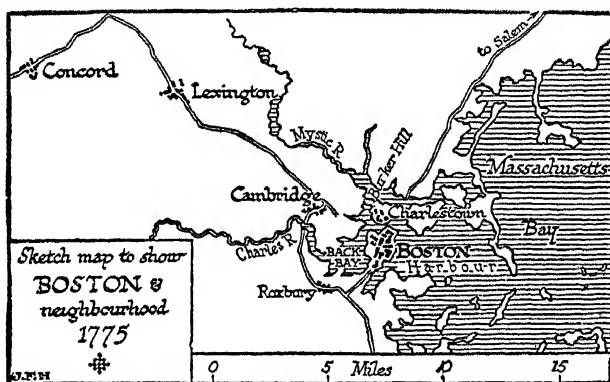 to Salem
Concord
Lexington
Mystic R.
Bunker Hill
Massachusetts
Cambridge
Charlestown
Bay
Charles R.
BACK
BAY
BOSTON
Harbour
Roxbury
Sketch map to show
BOSTON &
neighbourhood
1775
J.F.H
0 5 Miles 10 15